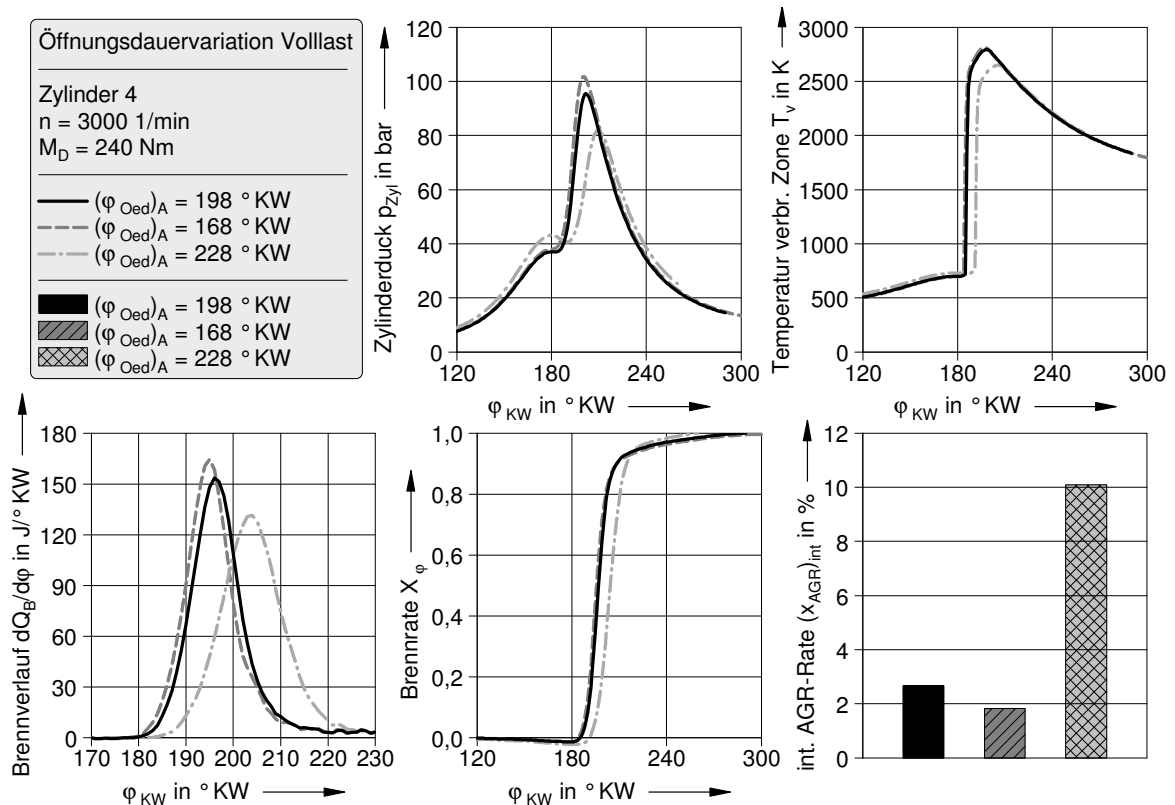 Öffnungsdauervariation Volllast
Zylinder 4
n = 3000 1/min
M_D = 240 Nm
(φ_Oed)_A = 198 °KW
(φ_Oed)_A = 168 °KW
(φ_Oed)_A = 228 °KW
(φ_Oed)_A = 198 °KW
(φ_Oed)_A = 168 °KW
(φ_Oed)_A = 228 °KW
Zylinderduck p_Zyl in bar
120
100
80
60
40
20
0
120 180 240 300
φ_KW in °KW
Temperatur verbr. Zone T_v in K
3000
2500
2000
1500
1000
500
0
120 180 240 300
φ_KW in °KW
Brennverlauf dQ_B/dφ in J/°KW
180
150
120
90
60
30
0
170 180 190 200 210 220 230
φ_KW in °KW
Brennrate X_φ
1,0
0,8
0,6
0,4
0,2
0,0
120 180 240 300
φ_KW in °KW
int. AGR-Rate (x_AGR)_int in %
12
10
8
6
4
2
0